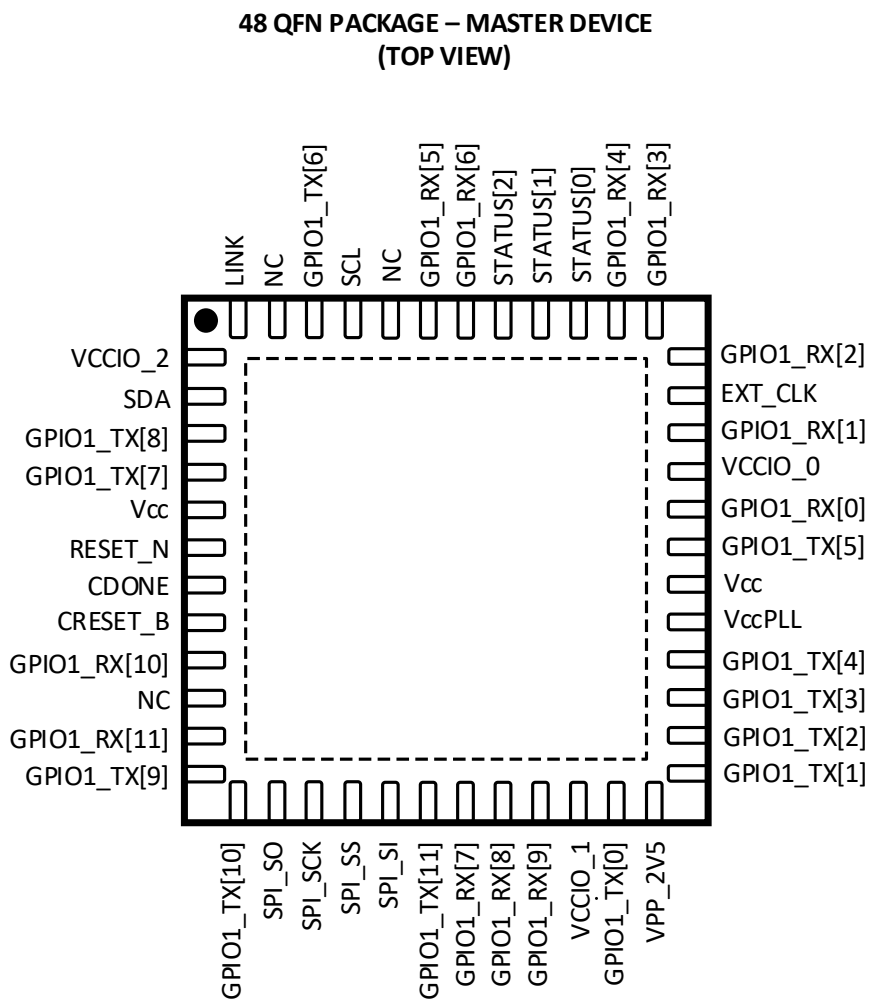 48 QFN PACKAGE – MASTER DEVICE
(TOP VIEW)
LINK
NC
GPIO1_TX[6]
SCL
NC
GPIO1_RX[5]
GPIO1_RX[6]
STATUS[2]
STATUS[1]
STATUS[0]
GPIO1_RX[4]
GPIO1_RX[3]
VCCIO_2
SDA
GPIO1_TX[8]
GPIO1_TX[7]
Vcc
RESET_N
CDONE
CRESET_B
GPIO1_RX[10]
NC
GPIO1_RX[11]
GPIO1_TX[9]
GPIO1_RX[2]
EXT_CLK
GPIO1_RX[1]
VCCIO_0
GPIO1_RX[0]
GPIO1_TX[5]
Vcc
VccPLL
GPIO1_TX[4]
GPIO1_TX[3]
GPIO1_TX[2]
GPIO1_TX[1]
GPIO1_TX[10]
SPI_SO
SPI_SCK
SPI_SS
SPI_SI
GPIO1_TX[11]
GPIO1_RX[7]
GPIO1_RX[8]
GPIO1_RX[9]
VCCIO_1
GPIO1_TX[0]
VPP_2V5